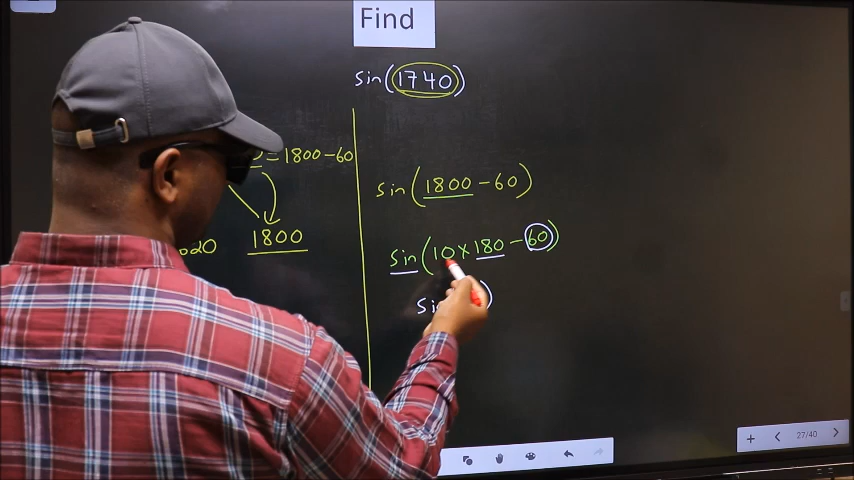 Find
sin(1740)
= 1800 - 60
1800
sin(1800 - 60)
sin(10 × 180 - 60)
27/40